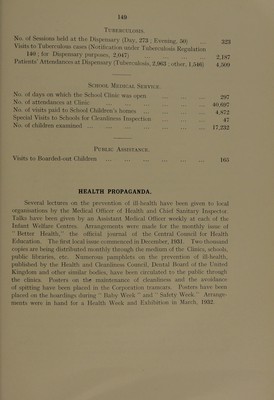 149
TUBERCULOSIS.
No. of Sessions held at the Dispensary (Day, 273 ; Evening, 50) ... 323
Visits to Tuberculous cases (Notification under Tuberculosis Regulation
140 ; for Dispensary purposes, 2,047) ... ... ... ... 2,187
Patients' Attendances at Dispensary (Tuberculosis, 2,963 ; other, 1,546) 4,509
SCHOOL MEDICAL SERVICE.
No. of days on which the School Clinic was open ... ... ... 297
No. of attendances at Clinic ... ... ... ... ... 40,697
No. of visits paid to School Children's homes ... ... ... ... 4,872
Special Visits to Schools for Cleanliness Inspection ... ... ... 47
No. of children examined ... ... ... ... ... ... 17,232
PUBLIC ASSISTANCE.
Visits to Boarded-out Children ... ... ... ... ... 165
HEALTH PROPAGANDA.
Several lectures on the prevention of ill-health have been given to local
organisations by the Medical Officer of Health and Chief Sanitary Inspector.
Talks have been given by an Assistant Medical Officer weekly at each of the
Infant Welfare Centres. Arrangements were made for the monthly issue of
" Better Health," the official journal of the Central Council for Health
Education. The first local issue commenced in December, 1931. Two thousand
copies are being distributed monthly through the medium of the Clinics, schools,
public libraries, etc. Numerous pamphlets on the prevention of ill-health,
published by the Health and Cleanliness Council, Dental Board of the United
Kingdom and other similar bodies, have been circulated to the public through
the clinics. Posters on the maintenance of cleanliness and the avoidance
of spitting have been placed in the Corporation tramcars. Posters have been
placed on the hoardings during " Baby Week " and " Safety Week." Arrange-
ments were in hand for a Health Week and Exhibition in March, 1932.